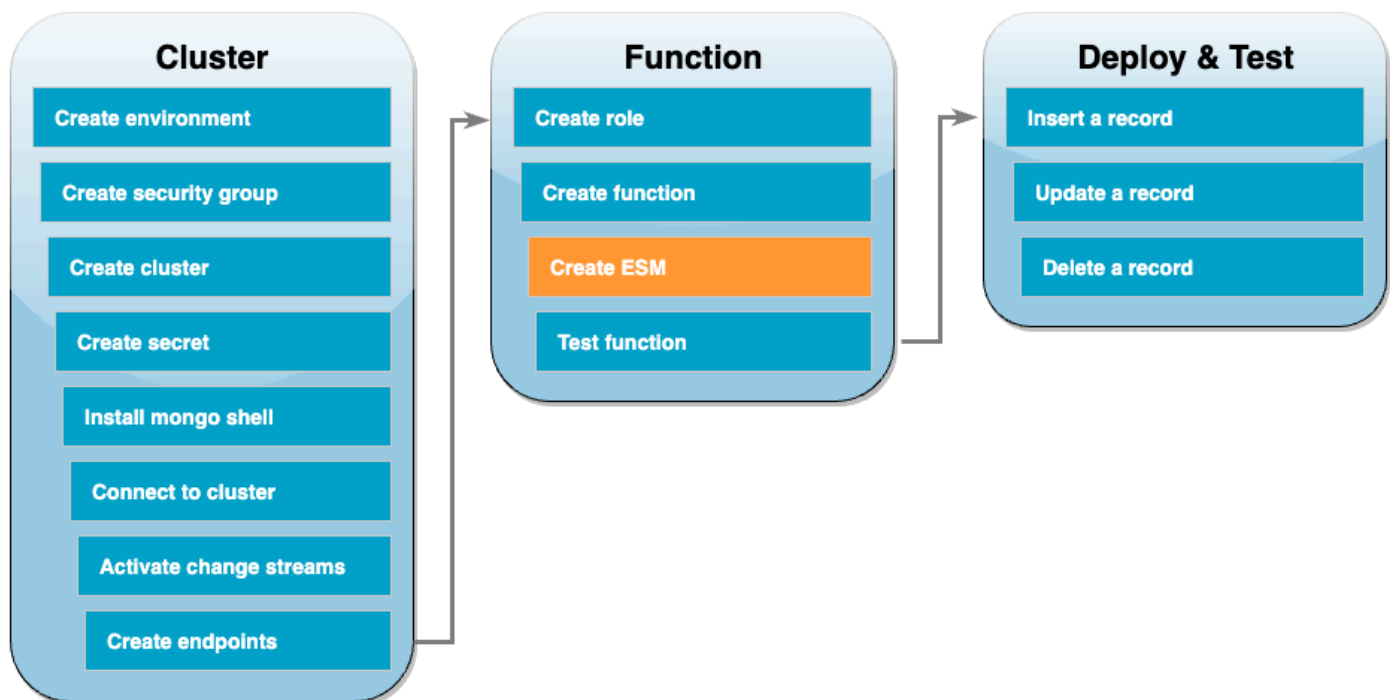 Cluster
Create environment
Create security group
Create cluster
Create secret
Install mongo shell
Connect to cluster
Activate change streams
Create endpoints
Function
Create role
Create function
Create ESM
Test function
Deploy & Test
Insert a record
Update a record
Delete a record